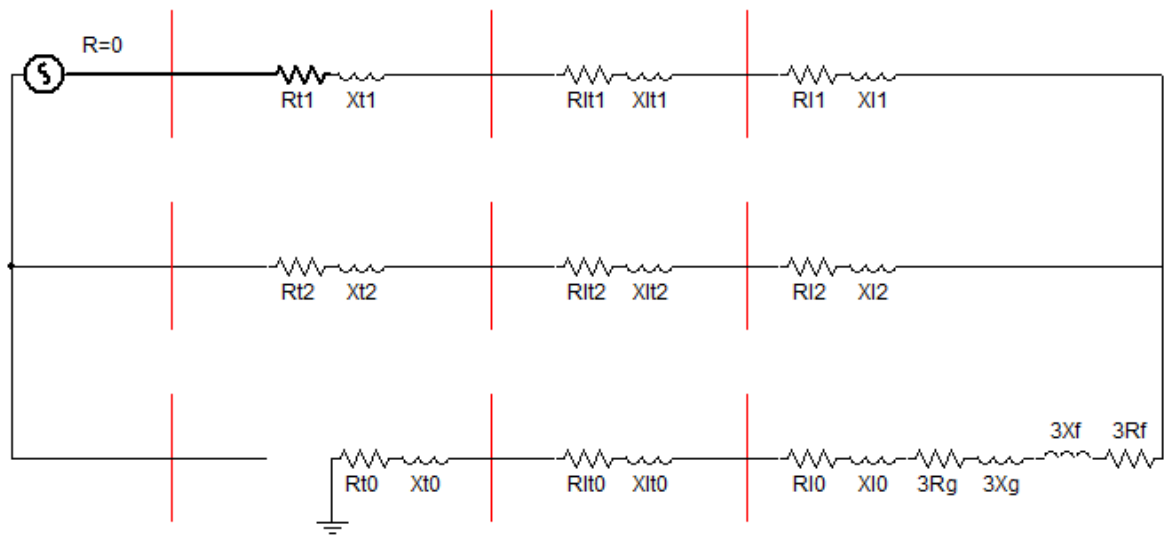 R=0
Rt1 Xt1 Rlt1 Xlt1 Rl1 Xl1
Rt2 Xt2 Rlt2 Xlt2 Rl2 Xl2
3Xf 3Rf
Rt0 Xt0 Rlt0 Xlt0 Rl0 Xl0 3Rg 3Xg